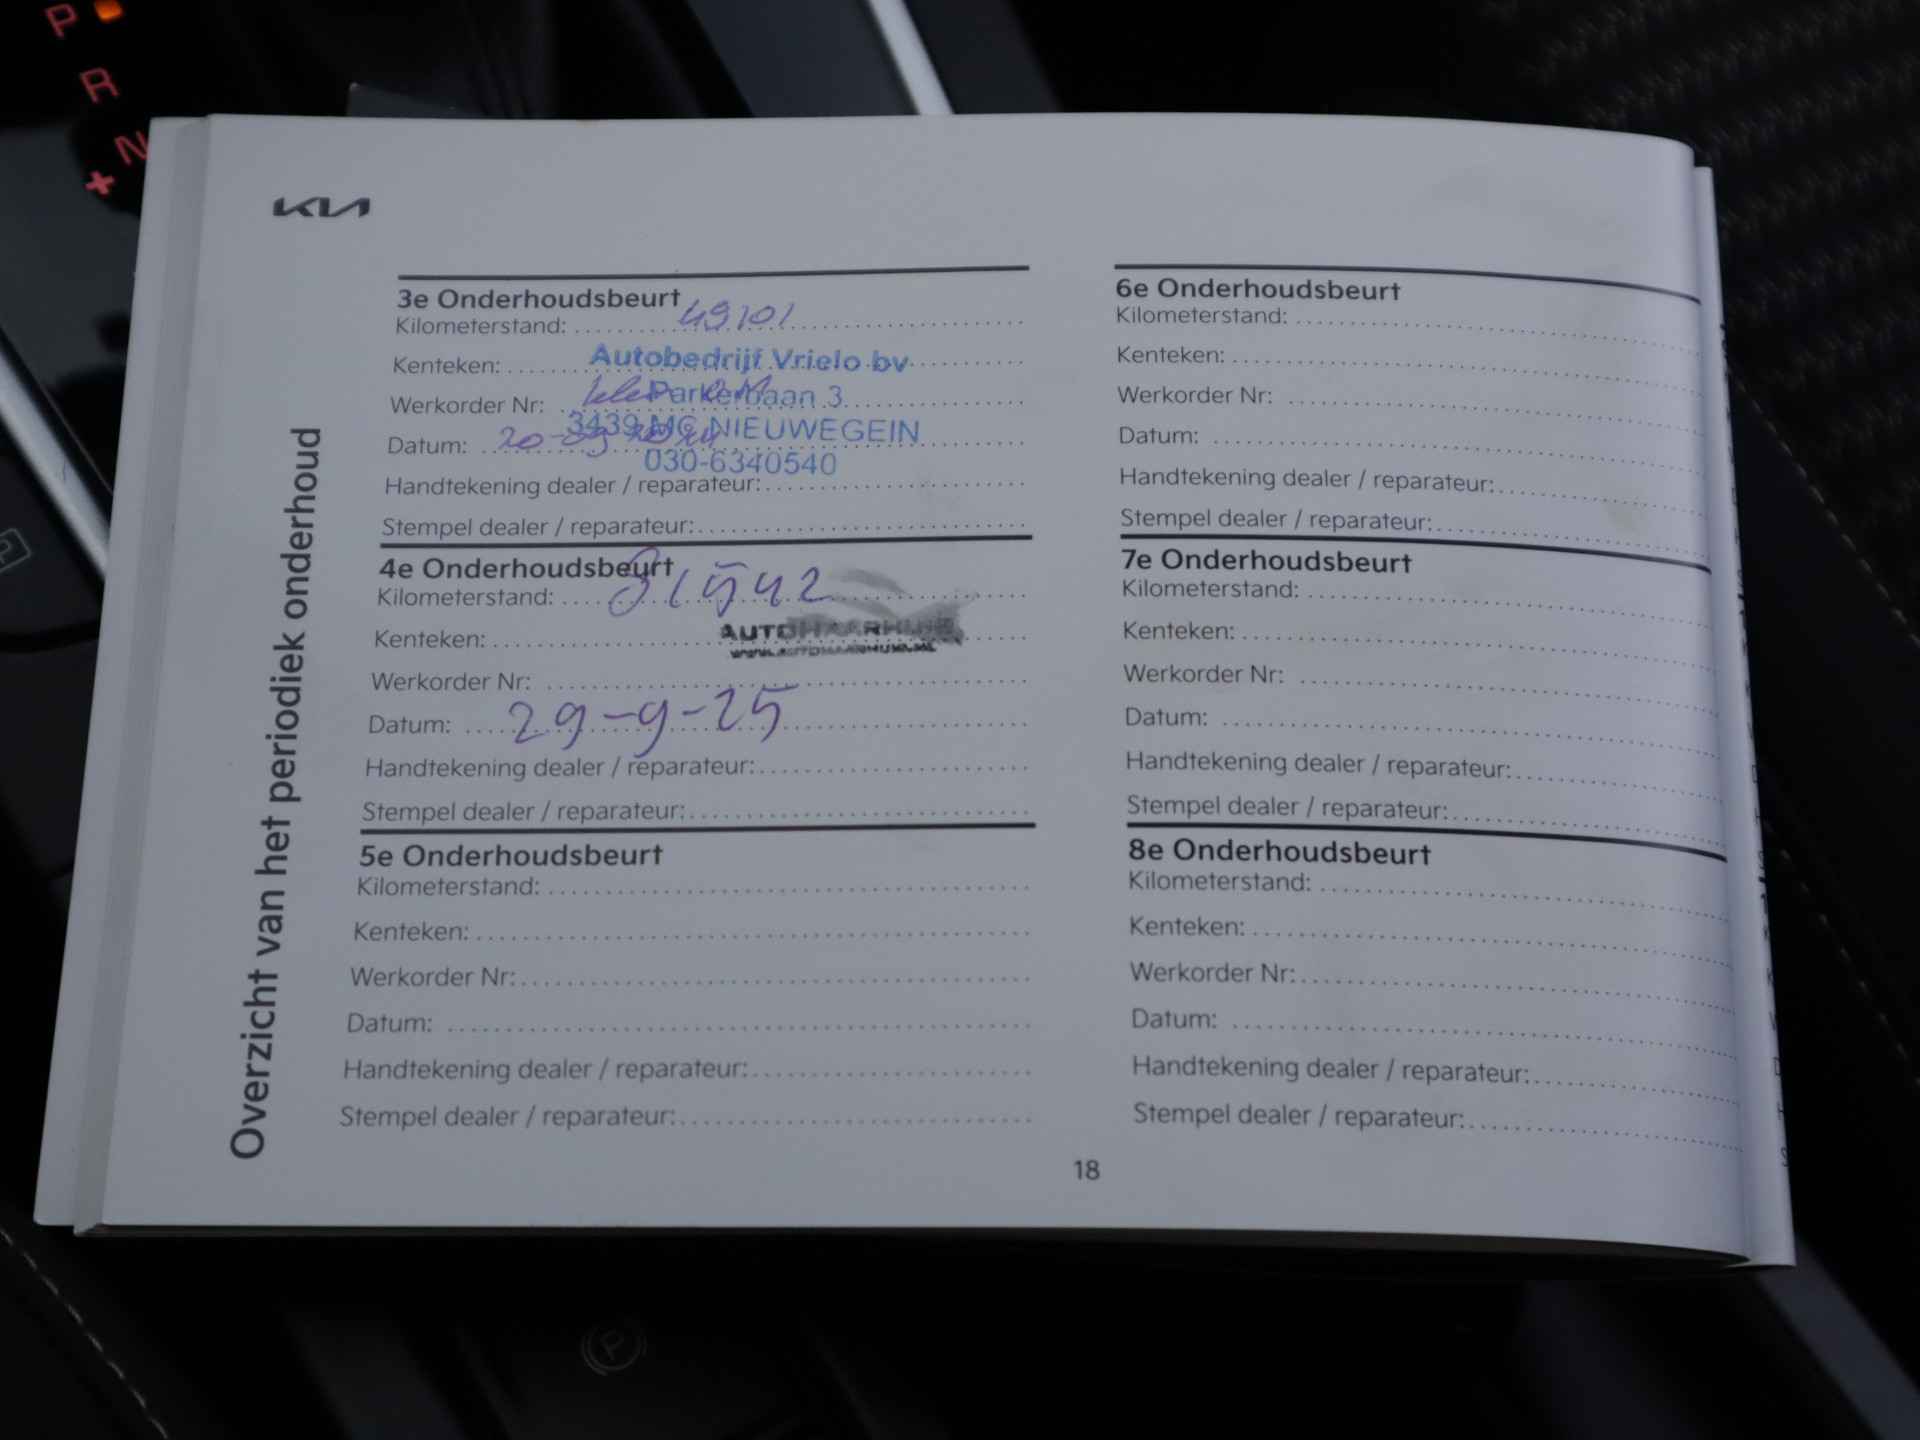 P
R
N
+
KIA
Overzicht van het periodiek onderhoud
3e Onderhoudsbeurt
Kilometerstand: 49101
Kenteken:
Autobedrijf Vrielo bv
Werkorder Nr:
Parkerbaan 3
Datum: 20-09
3439 MC NIEUWEGEIN
030-6340540
Handtekening dealer / reparateur:
Stempel dealer / reparateur:
4e Onderhoudsbeurt
Kilometerstand: 81542
Kenteken:
Werkorder Nr:
Datum: 29-9-25
Handtekening dealer / reparateur:
Stempel dealer / reparateur:
5e Onderhoudsbeurt
Kilometerstand:
Kenteken:
Werkorder Nr:
Datum:
Handtekening dealer / reparateur:
Stempel dealer / reparateur:
6e Onderhoudsbeurt
Kilometerstand:
Kenteken:
Werkorder Nr:
Datum:
Handtekening dealer / reparateur:
Stempel dealer / reparateur:
7e Onderhoudsbeurt
Kilometerstand:
Kenteken:
Werkorder Nr:
Datum:
Handtekening dealer / reparateur:
Stempel dealer / reparateur:
8e Onderhoudsbeurt
Kilometerstand:
Kenteken:
Werkorder Nr:
Datum:
Handtekening dealer / reparateur:
Stempel dealer / reparateur:
18
P
P